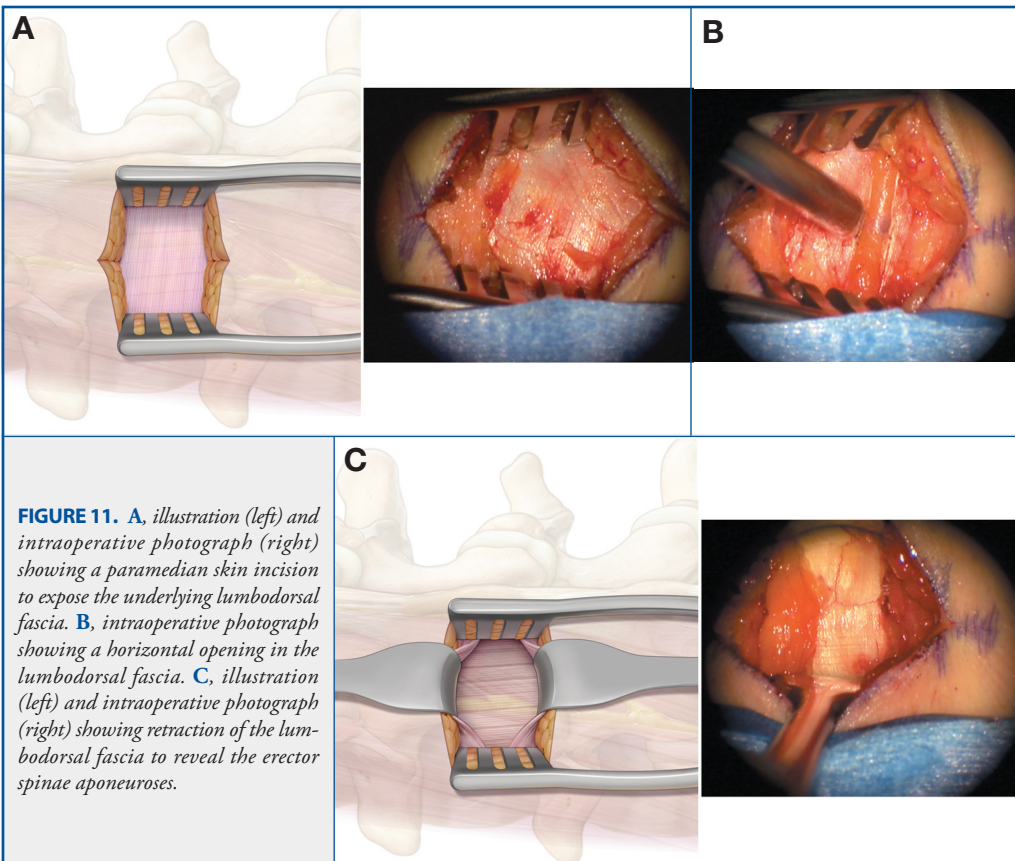 A
B
C
FIGURE 11. A, illustration (left) and
intraoperative photograph (right)
showing a paramedian skin incision
to expose the underlying lumbodorsal
fascia. B, intraoperative photograph
showing a horizontal opening in the
lumbodorsal fascia. C, illustration
(left) and intraoperative photograph
(right) showing retraction of the lum-
bodorsal fascia to reveal the erector
spinae aponeuroses.